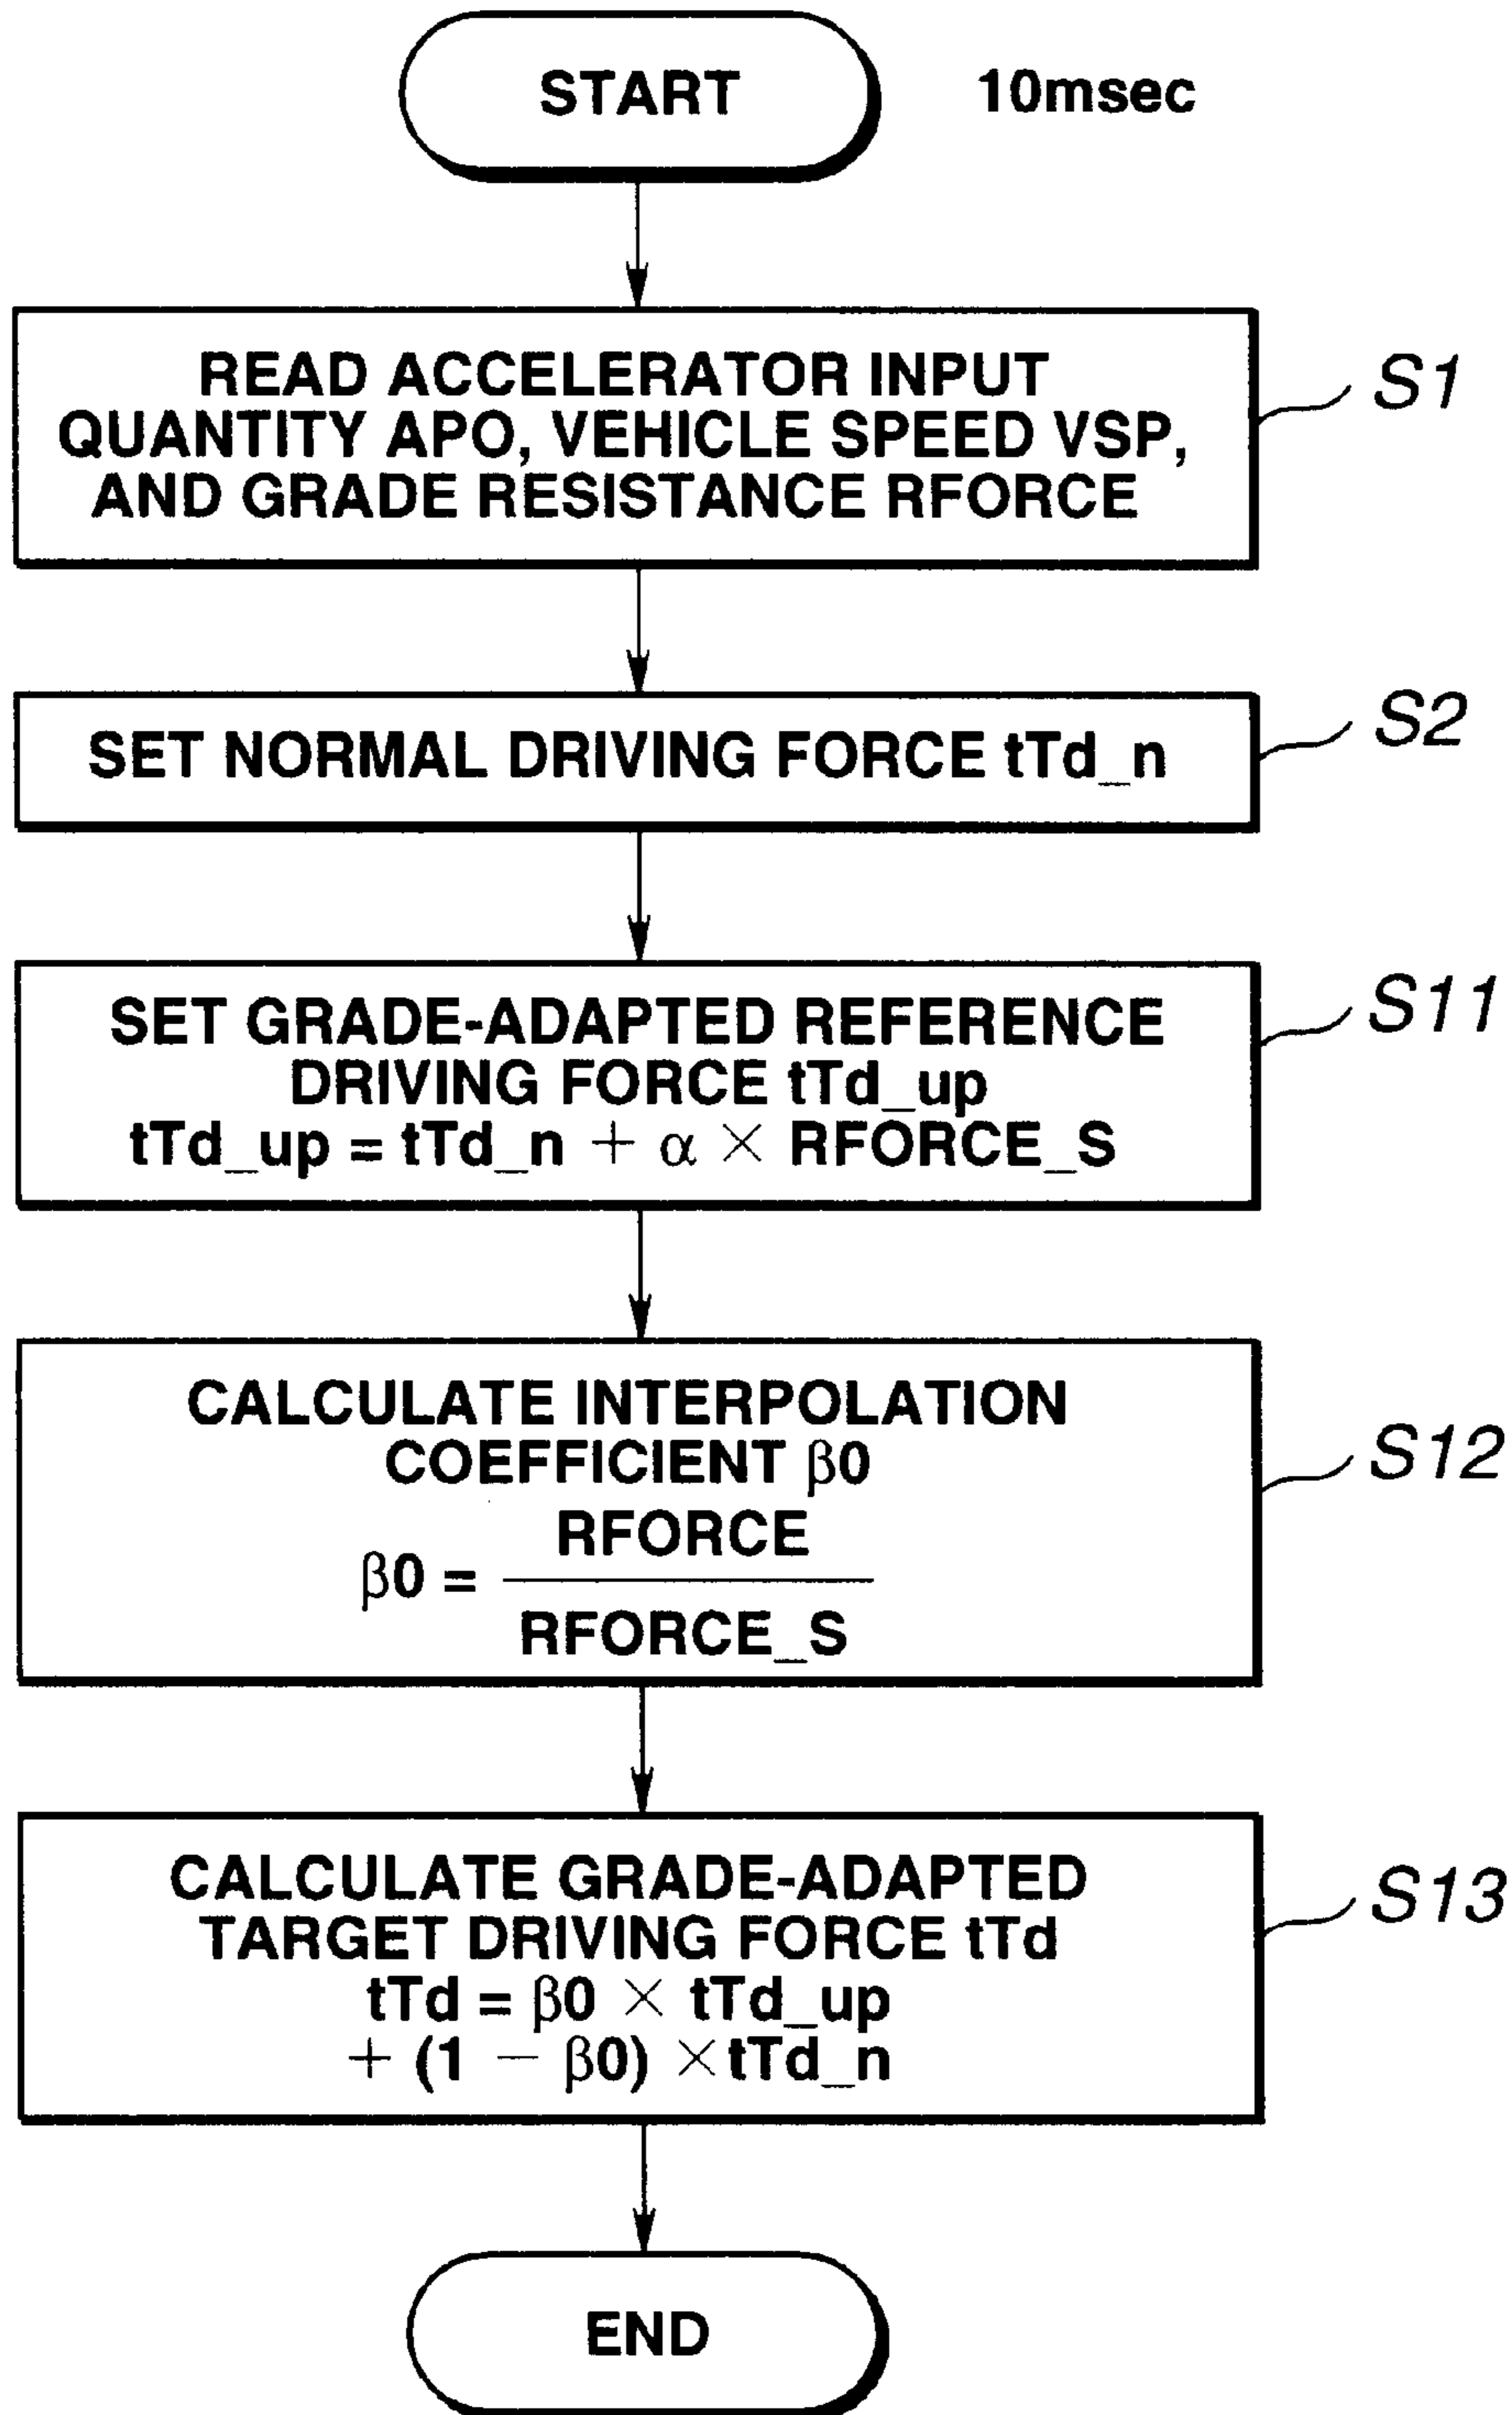 START
10msec
READ ACCELERATOR INPUT
QUANTITY APO, VEHICLE SPEED VSP,
AND GRADE RESISTANCE RFORCE
S1
SET NORMAL DRIVING FORCE tTd_n
S2
SET GRADE-ADAPTED REFERENCE
DRIVING FORCE tTd_up
tTd_up = tTd_n + α × RFORCE_S
S11
CALCULATE INTERPOLATION
COEFFICIENT β0
RFORCE
β0 =
RFORCE_S
S12
CALCULATE GRADE-ADAPTED
TARGET DRIVING FORCE tTd
tTd = β0 × tTd_up
+ (1 − β0) ×tTd_n
S13
END